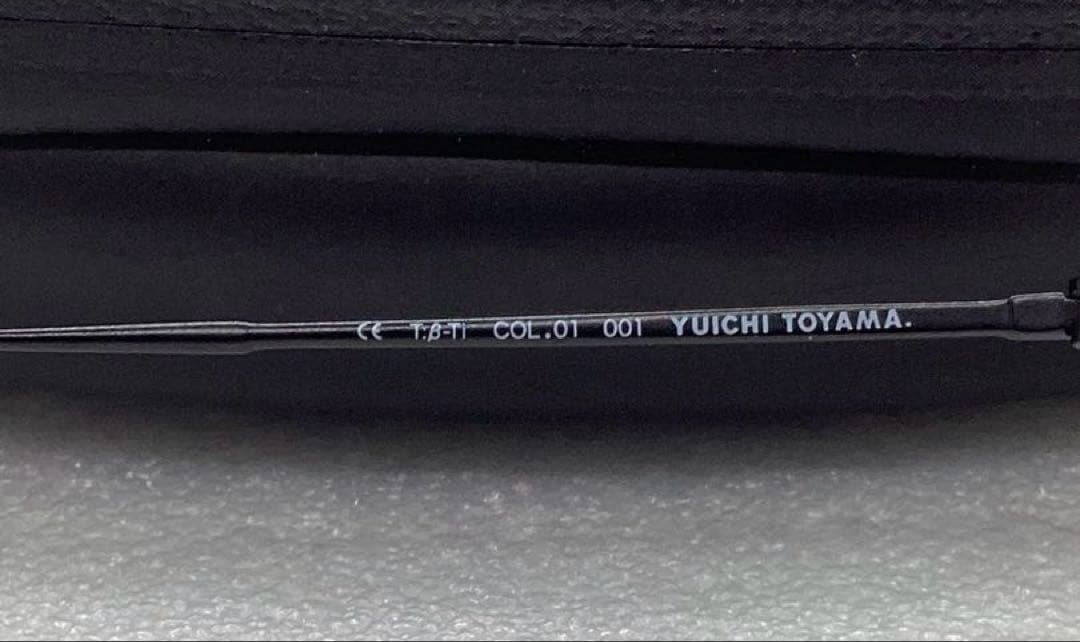 CE T:β-Ti COL.01 001 YUICHI TOYAMA.